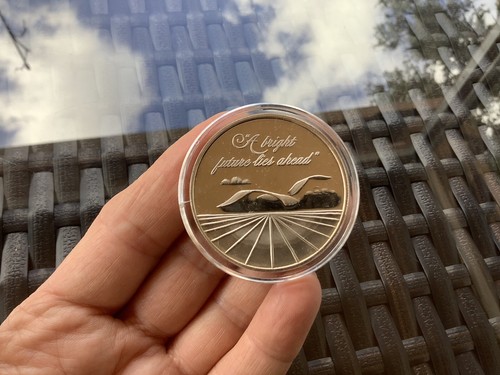 "A bright
future lies ahead"